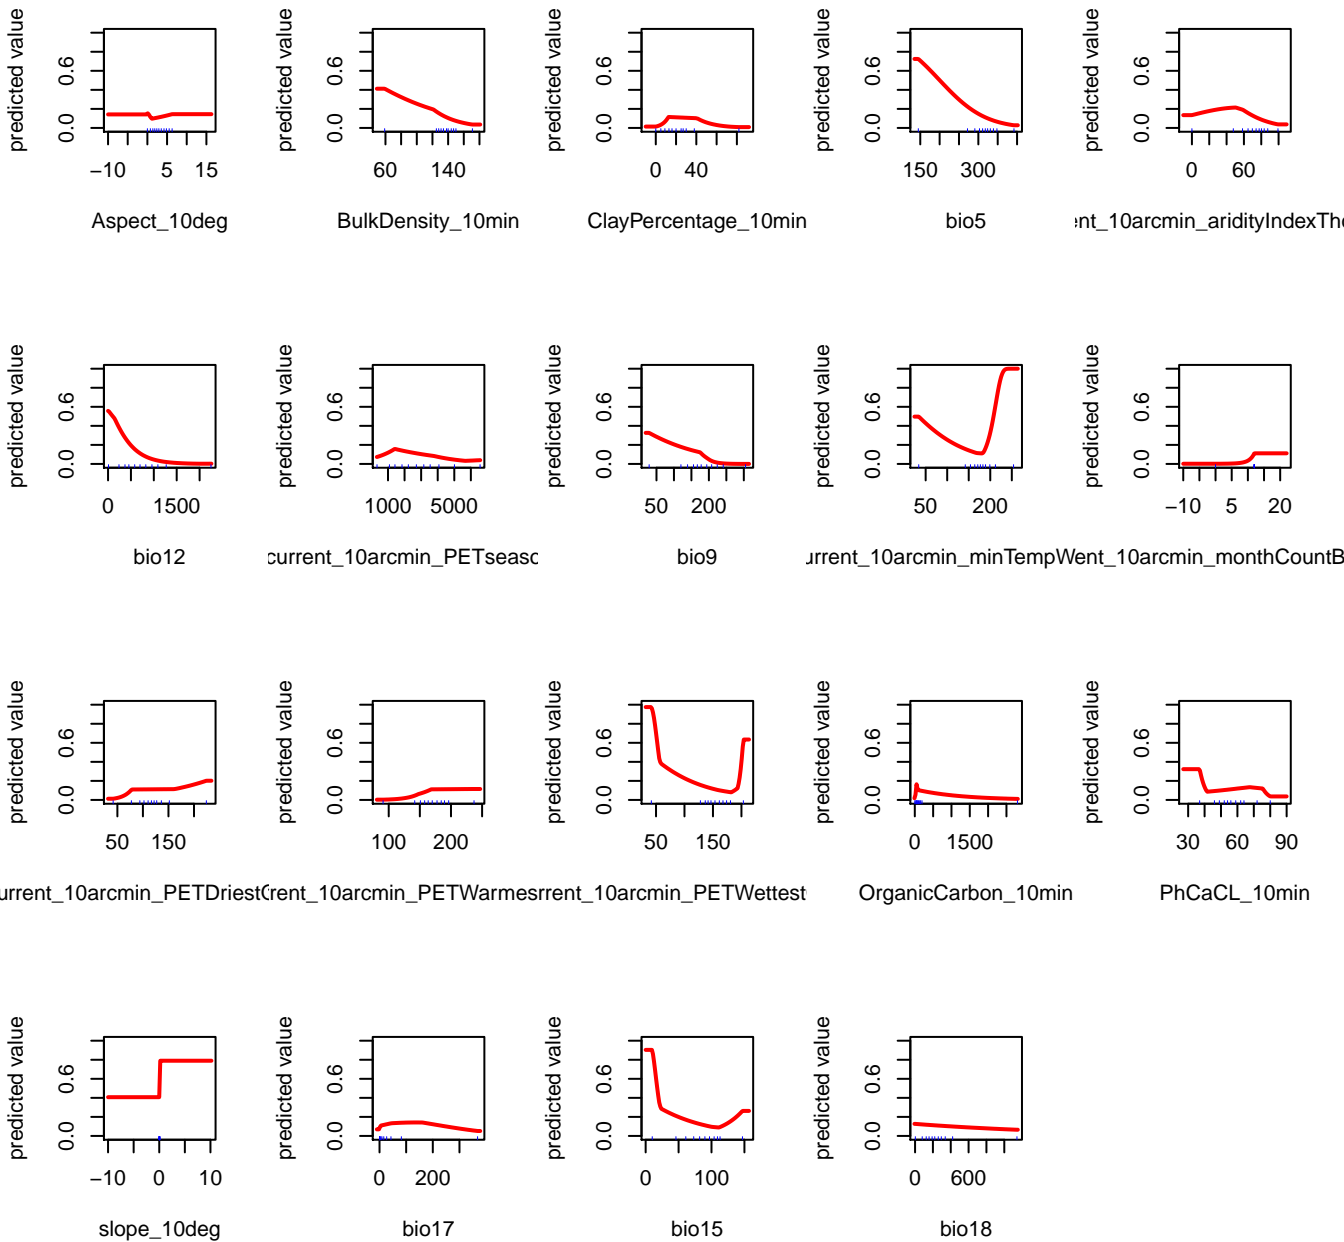 predicted value
0.0 0.6
−10 5 15
Aspect_10deg
predicted value
0.0 0.6
60 140
BulkDensity_10min
predicted value
0.0 0.6
0 40
ClayPercentage_10min
predicted value
0.0 0.6
150 300
bio5
predicted value
0.0 0.6
0 60
ent_10arcmin_aridityIndexTho
predicted value
0.0 0.6
0 1500
bio12
predicted value
0.0 0.6
1000 5000
current_10arcmin_PETseaso
predicted value
0.0 0.6
50 200
bio9
predicted value
0.0 0.6
50 200
urrent_10arcmin_minTempW
predicted value
0.0 0.6
−10 5 20
ent_10arcmin_monthCountB
predicted value
0.0 0.6
50 150
urrent_10arcmin_PETDriestQ
predicted value
0.0 0.6
100 200
rent_10arcmin_PETWarmes
predicted value
0.0 0.6
50 150
rrent_10arcmin_PETWettest
predicted value
0.0 0.6
0 1500
OrganicCarbon_10min
predicted value
0.0 0.6
30 60 90
PhCaCL_10min
predicted value
0.0 0.6
−10 0 10
slope_10deg
predicted value
0.0 0.6
0 200
bio17
predicted value
0.0 0.6
0 100
bio15
predicted value
0.0 0.6
0 600
bio18